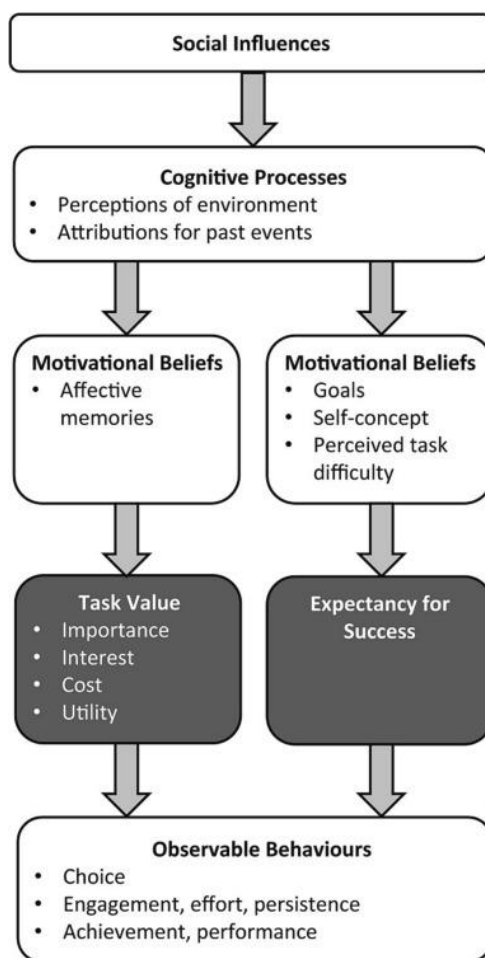 Social Influences
Cognitive Processes
• Perceptions of environment
• Attributions for past events
Motivational Beliefs
• Affective
memories
Motivational Beliefs
• Goals
• Self-concept
• Perceived task
difficulty
Task Value
• Importance
• Interest
• Cost
• Utility
Expectancy for
Success
Observable Behaviours
• Choice
• Engagement, effort, persistence
• Achievement, performance